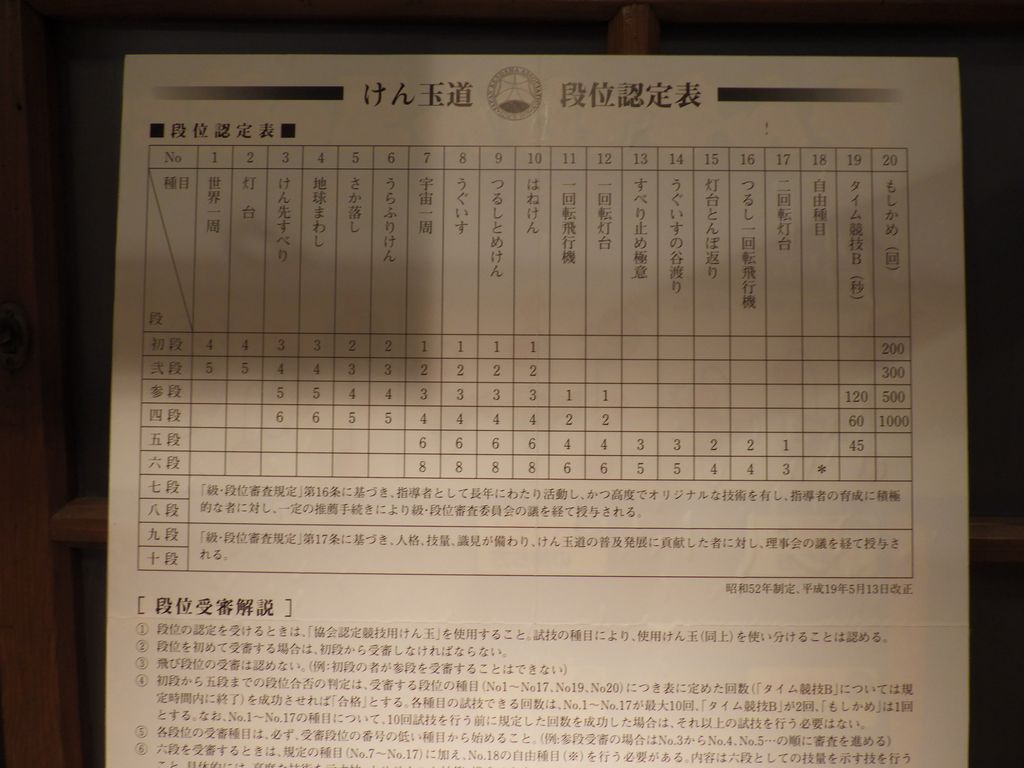 けん玉道 段位認定表
■段位認定表■
No 1 2 3 4 5 6 7 8 9 10 11 12 13 14 15 16 17 18 19 20
種目 世界一周 灯台 けん先すべり 地球まわし さか落し うらふりけん 宇宙一周 うぐいす つるしとめけん はねけん 一回転飛行機 一回転灯台 すべり止め極意 うぐいすの谷渡り 灯台とんぼ返り つるし一回転飛行機 二回転灯台 自由種目 タイム競技B(秒) もしかめ(回)
段
初段 4 4 3 3 2 2 1 1 1 1 200
弐段 5 5 4 4 3 3 2 2 2 2 300
参段 5 5 4 4 3 3 3 3 1 1 120 500
四段 6 6 5 5 4 4 4 4 2 2 60 1000
五段 6 6 6 6 4 4 3 3 2 2 1 45
六段 8 8 8 8 6 6 5 5 4 4 3 *
七段
八段
「級・段位審査規定」第16条に基づき、指導者として長年にわたり活動し、かつ高度でオリジナルな技術を有し、指導者の育成に積極
的な者に対し、一定の推薦手続きにより級・段位審査委員会の議を経て授与される。
九段
十段
「級・段位審査規定」第17条に基づき、人格、技量、識見が備わり、けん玉道の普及発展に貢献した者に対し、理事会の議を経て授与さ
れる。
昭和52年制定、平成19年5月13日改正
[ 段位受審解説 ]
① 段位の認定を受けるときは、「協会認定競技用けん玉」を使用すること。試技の種目により、使用けん玉(同上)を使い分けることは認める。
② 段位を初めて受審する場合は、初段から受審しなければならない。
③ 飛び段位の受審は認めない。(例:初段の者が参段を受審することはできない)
④ 初段から五段までの段位合否の判定は、受審する段位の種目(No1〜No17、No19、No20)につき表に定めた回数(「タイム競技B」については規
定時間内に終了)を成功させれば「合格」とする。各種目の試技できる回数は、No.1〜No.17が最大10回、「タイム競技B」が2回、「もしかめ」は1回
とする。なお、No.1〜No.17の種目について、10回試技を行う前に規定した回数を成功した場合は、それ以上の試技を行う必要はない。
⑤ 各段位の受審種目は、必ず、受審段位の番号の低い種目から始めること。(例:参段受審の場合はNo.3からNo.4、No.5…の順に審査を進める)
⑥ 六段を受審するときは、規定の種目(No.7〜No.17)に加え、No.18の自由種目(※)を行う必要がある。内容は六段としての技量を示す技を行う